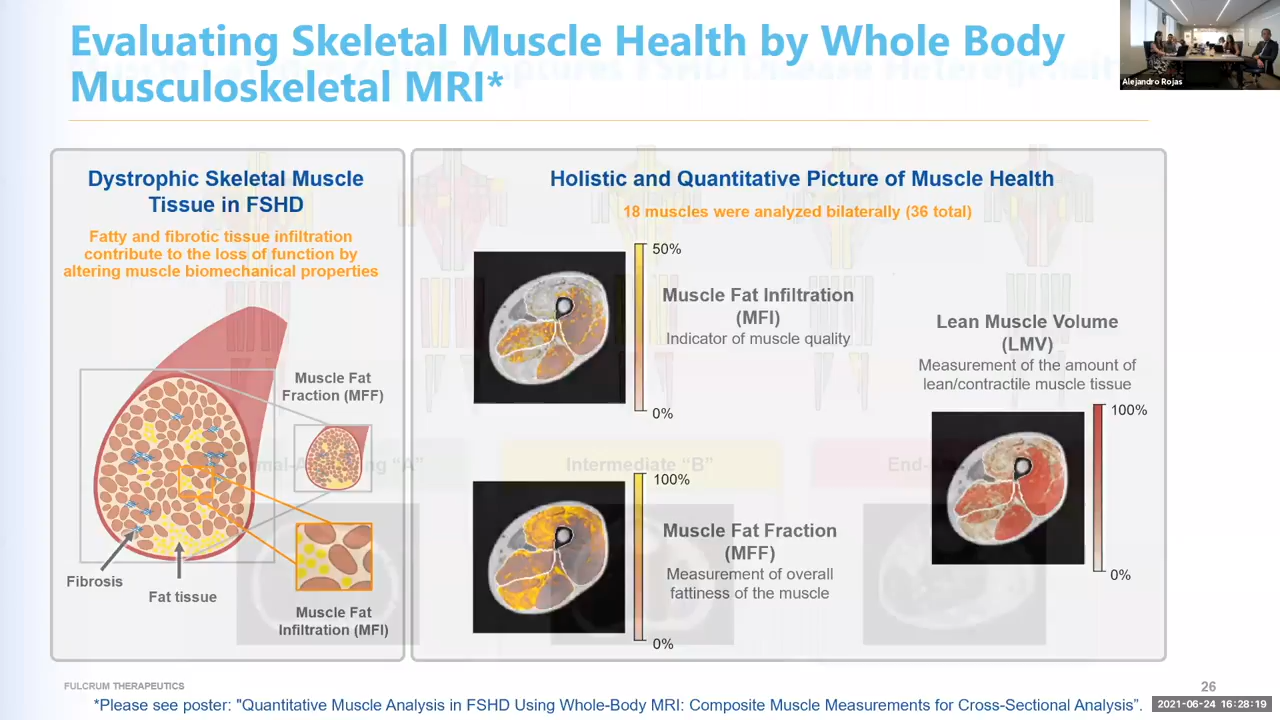 Evaluating Skeletal Muscle Health by Whole Body
Musculoskeletal MRI*
Alejandro Rojas
Dystrophic Skeletal Muscle
Tissue in FSHD
Fatty and fibrotic tissue infiltration
contribute to the loss of function by
altering muscle biomechanical properties
Muscle Fat
Fraction (MFF)
Fibrosis
Fat tissue
Muscle Fat
Infiltration (MFI)
Holistic and Quantitative Picture of Muscle Health
18 muscles were analyzed bilaterally (36 total)
50%
Muscle Fat Infiltration
(MFI)
Indicator of muscle quality
0%
Lean Muscle Volume
(LMV)
Measurement of the amount of
lean/contractile muscle tissue
100%
0%
Intermediate “B”
100%
Muscle Fat Fraction
(MFF)
Measurement of overall
fattiness of the muscle
0%
FULCRUM THERAPEUTICS
26
*Please see poster: "Quantitative Muscle Analysis in FSHD Using Whole-Body MRI: Composite Muscle Measurements for Cross-Sectional Analysis”.
2021-06-24 16:28:19